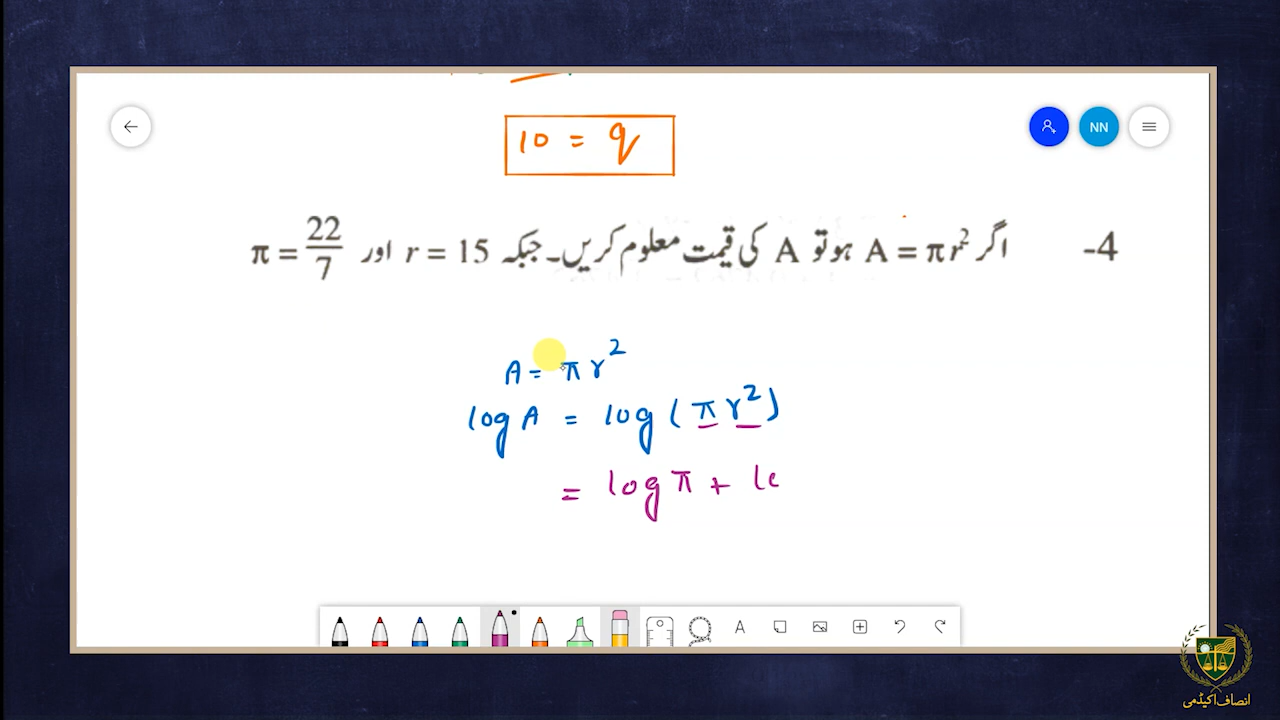 10 = q
NN
-4 اگر A = πr² ہو تو A کی قیمت معلوم کریں۔ جبکہ r = 15 اور π = 22/7
A = πr²
log A = log (πr²)
= log π + lo
A
انصاف اکیڈمی